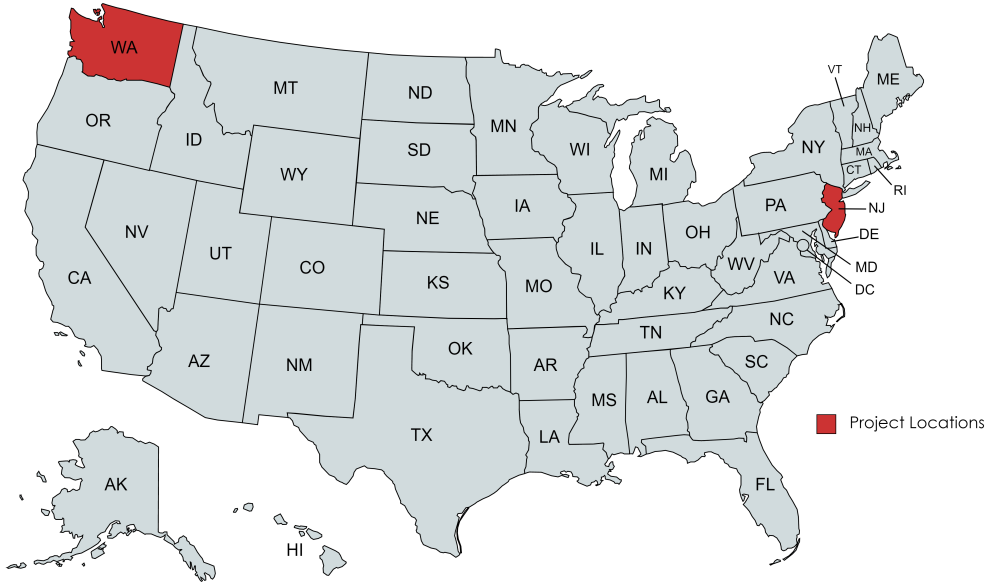 WA
MT
ND
MN
VT
ME
OR
ID
SD
WI
MI
NY
NH
MA
CT
RI
WY
NE
IA
PA
NJ
NV
UT
CO
IL
IN
OH
DE
CA
KS
MO
WV
VA
MD
DC
KY
NC
AZ
NM
OK
AR
TN
SC
MS
AL
GA
TX
LA
Project Locations
AK
FL
HI